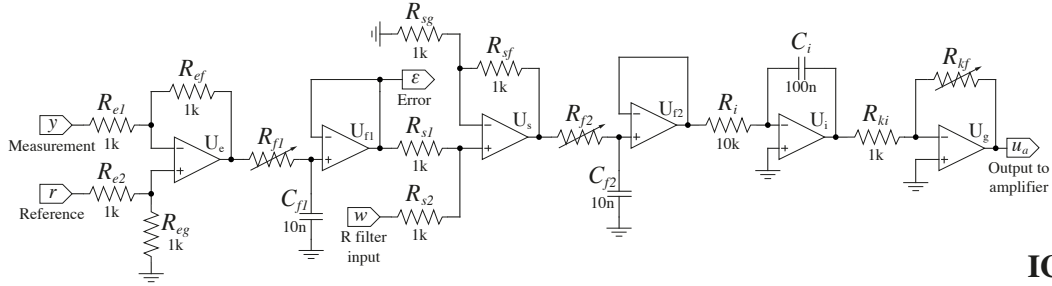 R_sg
1k
R_sf
1k
C_i
100n
R_kf
1k
R_ef
1k
ε
Error
y
Measurement
R_e1
1k
U_e
R_f1
U_f1
R_s1
1k
U_s
R_f2
U_f2
R_i
10k
U_i
R_ki
1k
U_g
u_a
Output to
amplifier
r
Reference
R_e2
1k
R_eg
1k
C_f1
10n
w
R filter
input
R_s2
1k
C_f2
10n